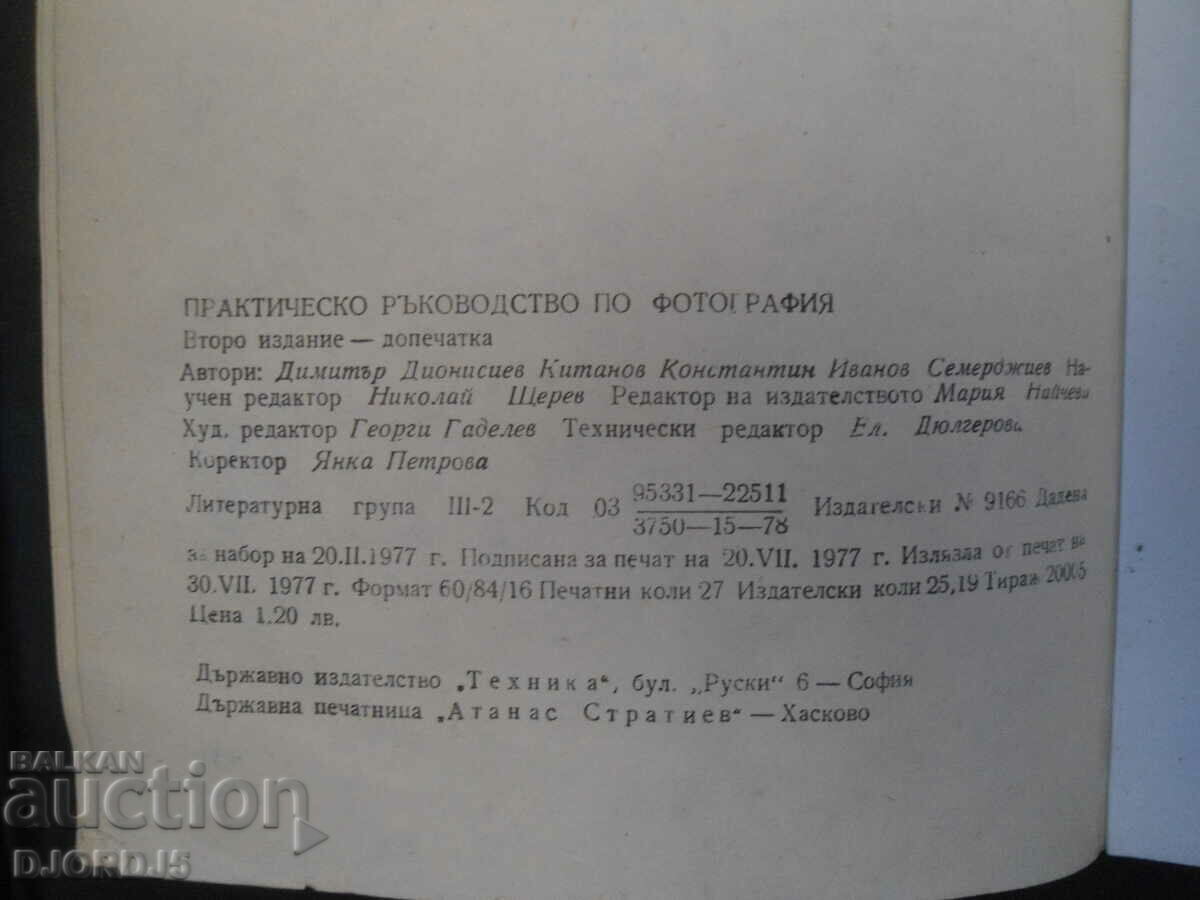 ПРАКТИЧЕСКО РЪКОВОДСТВО ПО ФОТОГРАФИЯ
Второ издание — допечатка
Автори: Димитър Дионисиев Китанов Константин Иванов Семерджиев На-
учен редактор Николай Щерев Редактор на издателството Мария Найчева
Худ. редактор Георги Гаделев Технически редактор Ел. Дюлгерова
Коректор Янка Петрова
Литературна група III-2 Код 03 95331—22511 / 3750—15—78 Издателски № 9166 Дадена
за набор на 20.II.1977 г. Подписана за печат на 20.VII. 1977 г. Излязла от печат на
30.VII. 1977 г. Формат 60/84/16 Печатни коли 27 Издателски коли 25,19 Тираж
Цена 1.20 лв.
Държавно издателство „Техника“, бул. „Руски“ 6 — София
Държавна печатница „Атанас Стратиев“ — Хасково
BALKAN
auction
DJORDJ5